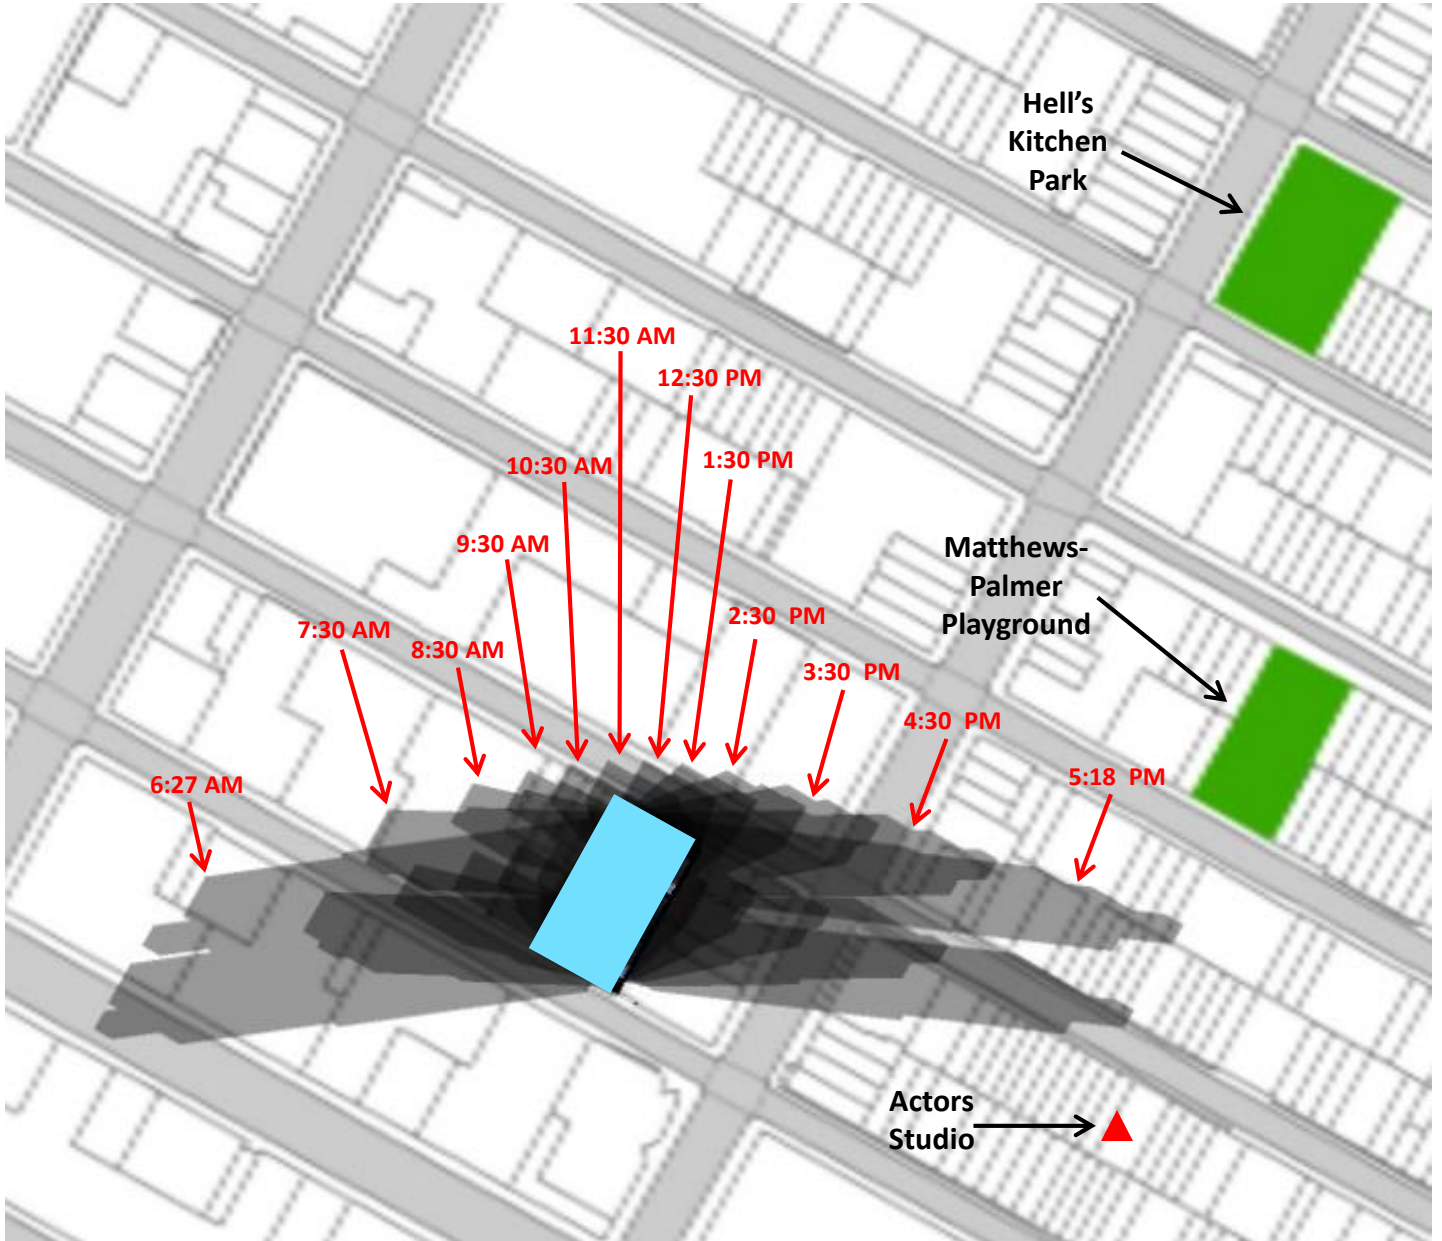 Hell’s
Kitchen
Park
11:30 AM
12:30 PM
10:30 AM
1:30 PM
9:30 AM
Matthews-
Palmer
Playground
7:30 AM
8:30 AM
2:30  PM
3:30  PM
4:30  PM
6:27 AM
5:18  PM
Actors
Studio